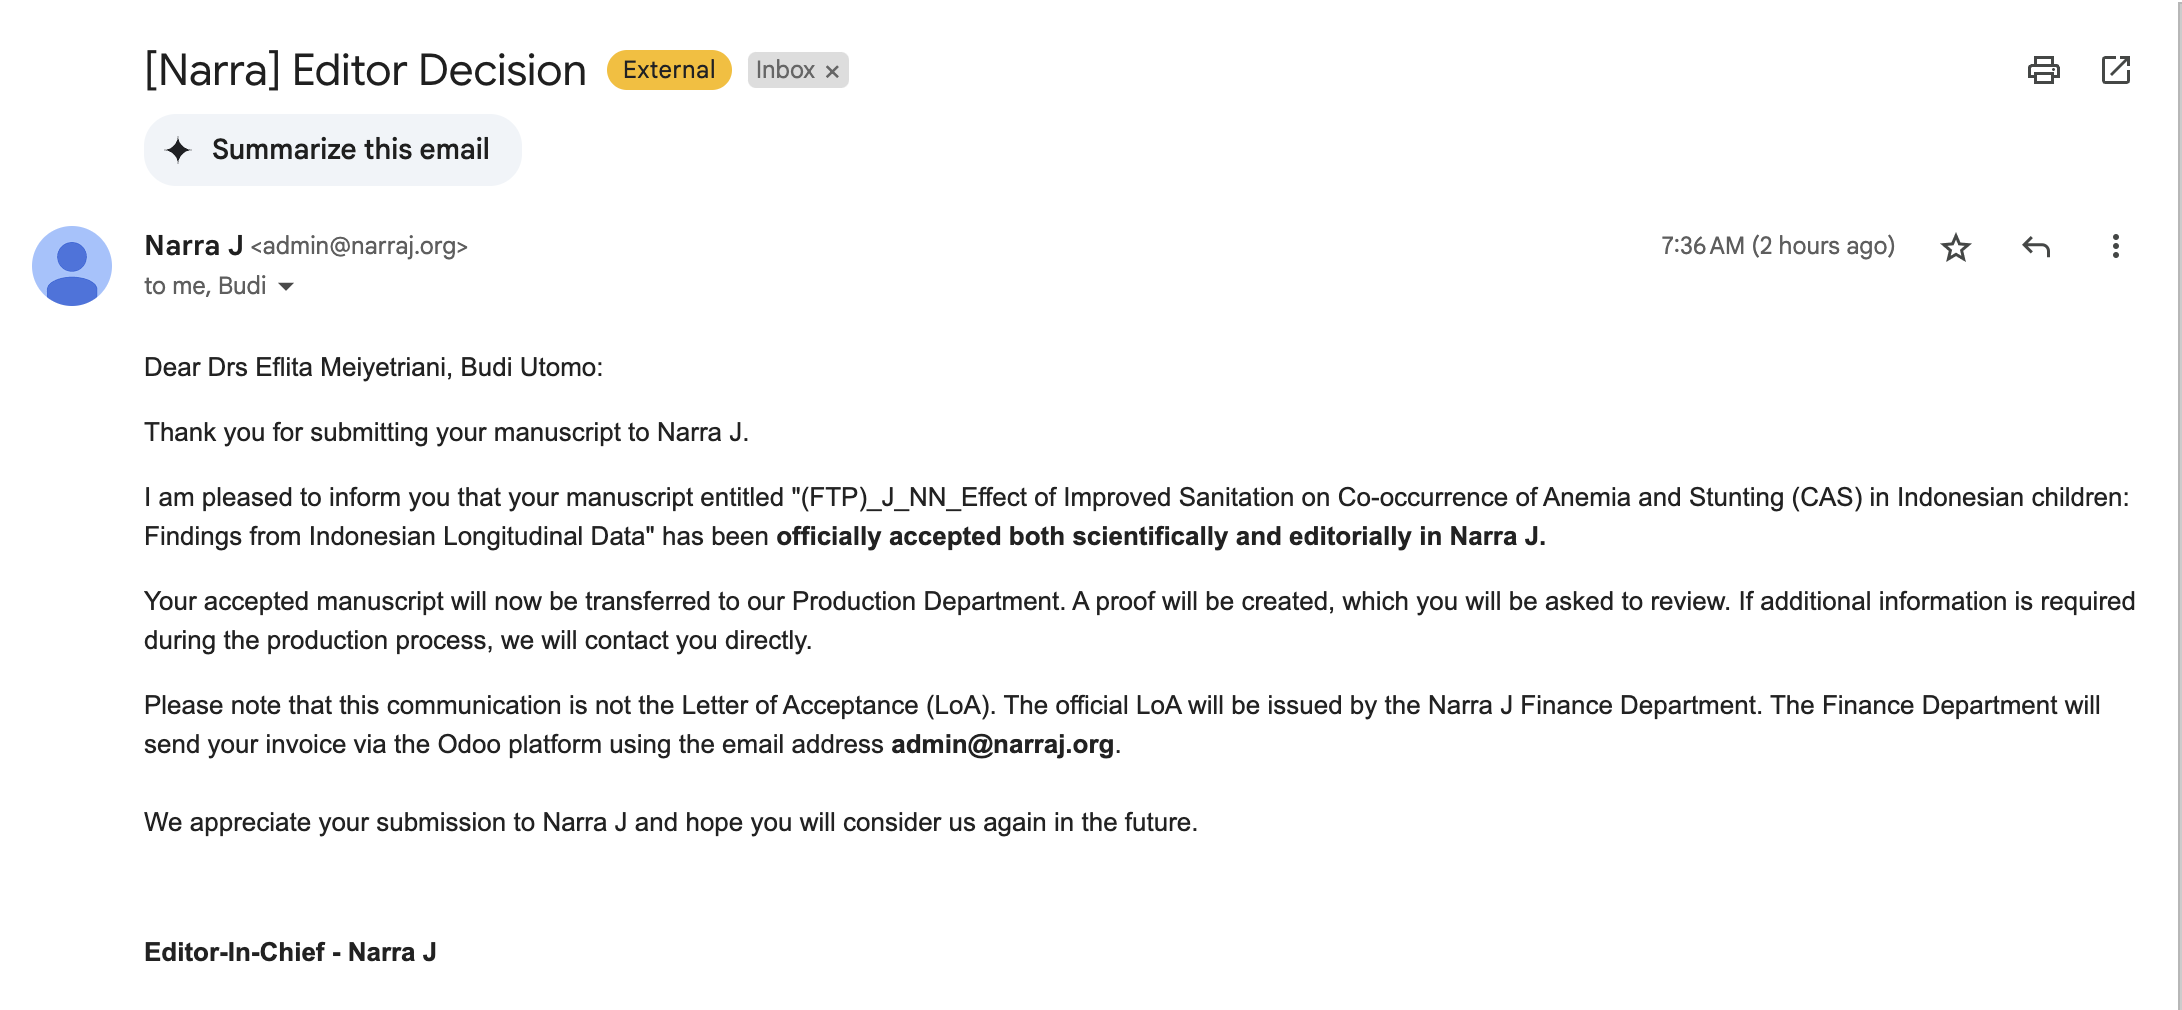 [Narra] Editor Decision External Inbox ×
Summarize this email
Narra J <admin@narraj.org> 7:36 AM (2 hours ago)
to me, Budi
Dear Drs Eflita Meiyetriani, Budi Utomo:
Thank you for submitting your manuscript to Narra J.
I am pleased to inform you that your manuscript entitled "(FTP)_J_NN_Effect of Improved Sanitation on Co-occurrence of Anemia and Stunting (CAS) in Indonesian children:
Findings from Indonesian Longitudinal Data" has been officially accepted both scientifically and editorially in Narra J.
Your accepted manuscript will now be transferred to our Production Department. A proof will be created, which you will be asked to review. If additional information is required
during the production process, we will contact you directly.
Please note that this communication is not the Letter of Acceptance (LoA). The official LoA will be issued by the Narra J Finance Department. The Finance Department will
send your invoice via the Odoo platform using the email address admin@narraj.org.
We appreciate your submission to Narra J and hope you will consider us again in the future.
Editor-In-Chief - Narra J